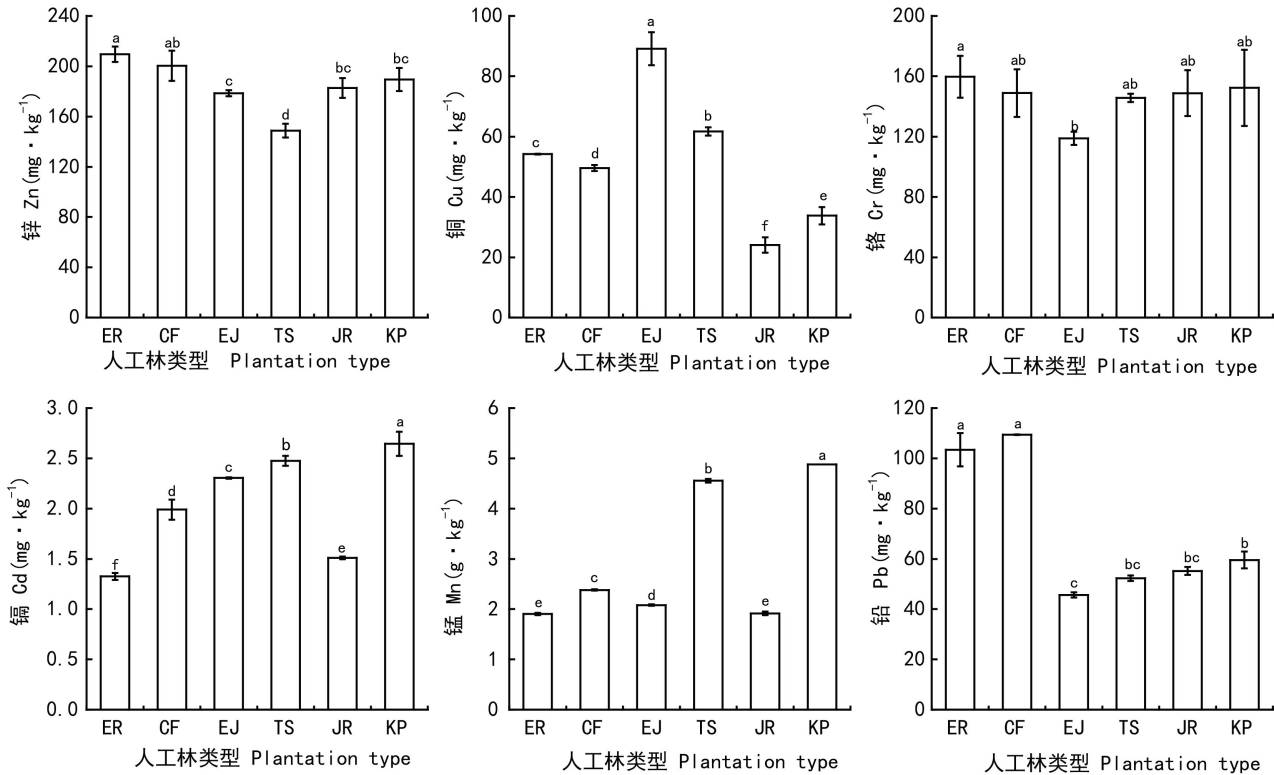 240
200
160
120
80
40
0
锌 Zn(mg·kg⁻¹)
a
ab
c
d
bc
bc
ER CF EJ TS JR KP
人工林类型 Plantation type
100
80
60
40
20
0
铜 Cu(mg·kg⁻¹)
c
d
a
b
f
e
ER CF EJ TS JR KP
人工林类型 Plantation type
200
160
120
80
40
0
铬 Cr(mg·kg⁻¹)
a
ab
b
ab
ab
ab
ER CF EJ TS JR KP
人工林类型 Plantation type
3.0
2.5
2.0
1.5
1.0
0.5
0.0
镉 Cd(mg·kg⁻¹)
f
d
c
b
e
a
ER CF EJ TS JR KP
人工林类型 Plantation type
6
5
4
3
2
1
0
锰 Mn(g·kg⁻¹)
e
c
d
b
e
a
ER CF EJ TS JR KP
人工林类型 Plantation type
120
100
80
60
40
20
0
铅 Pb(mg·kg⁻¹)
a
a
c
bc
bc
b
ER CF EJ TS JR KP
人工林类型 Plantation type